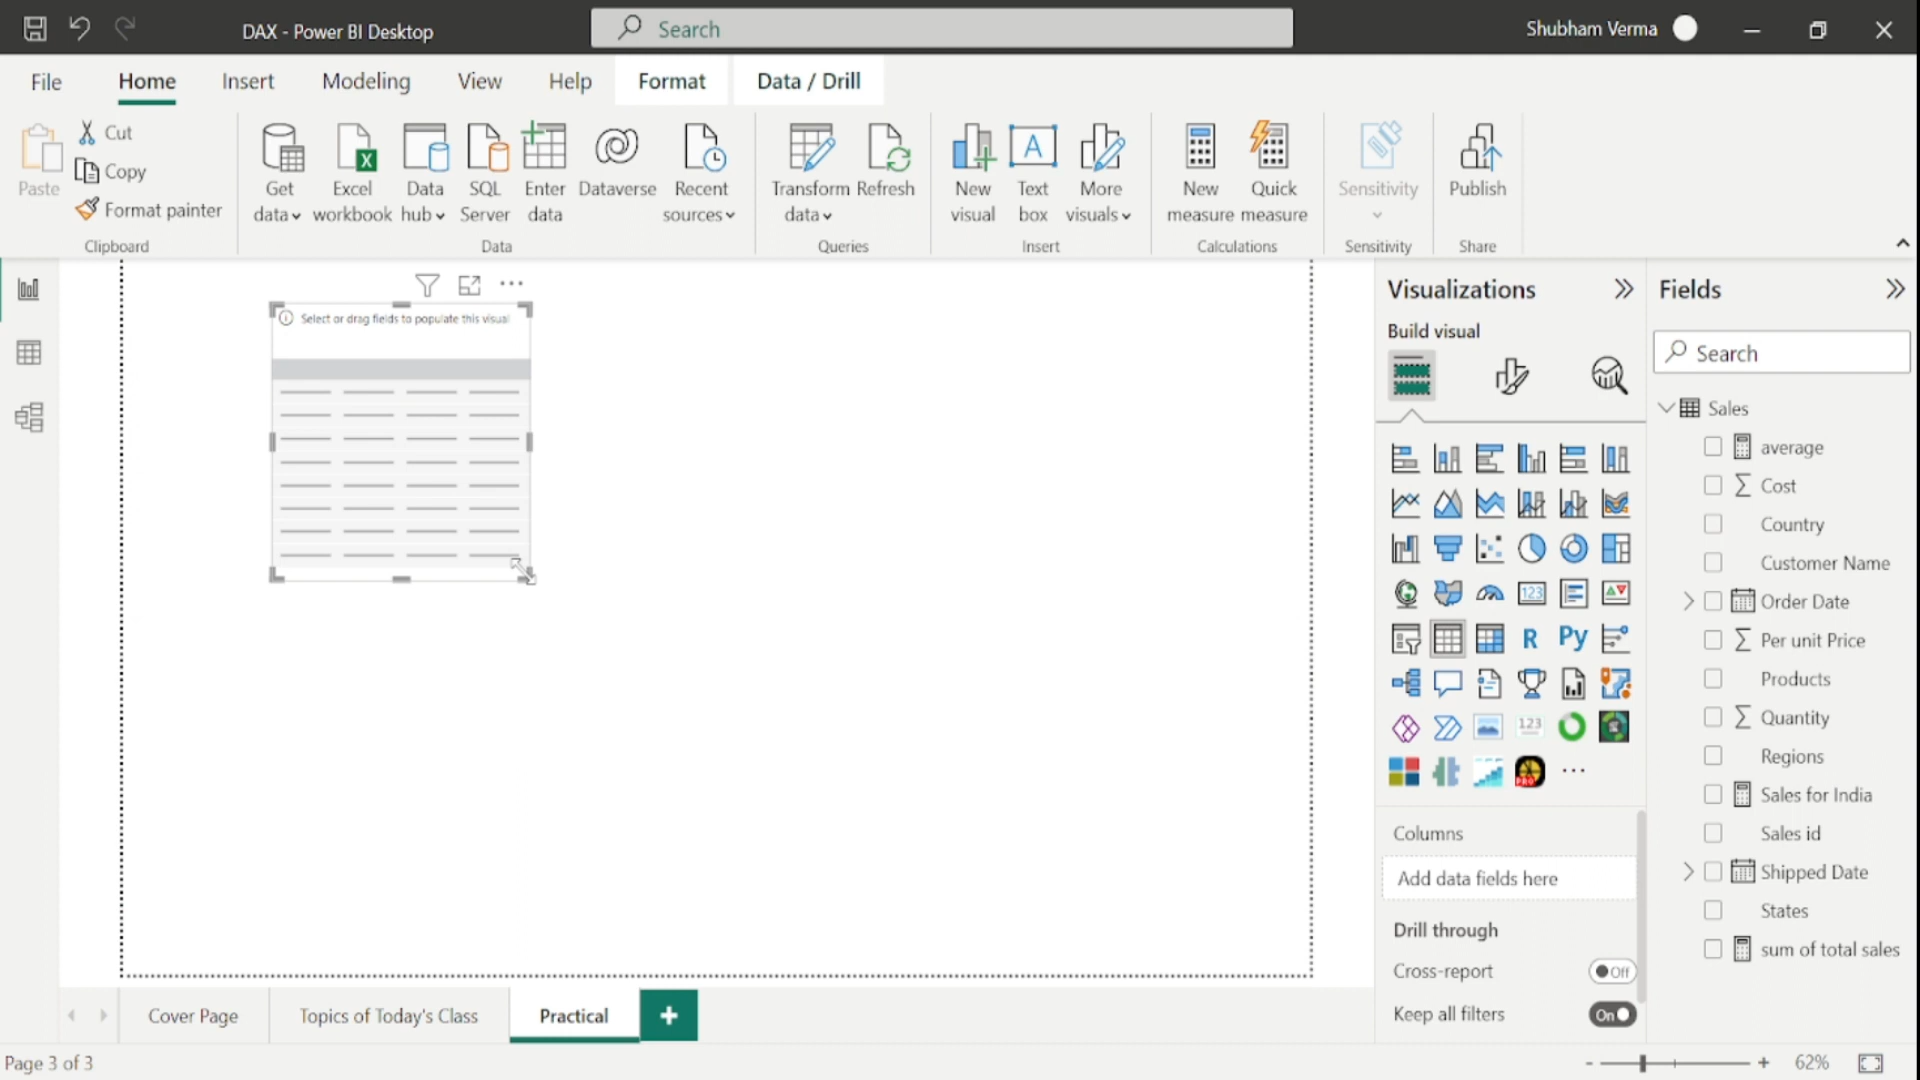 DAX - Power BI Desktop
Search
Shubham Verma
File Home Insert Modeling View Help Format Data / Drill
Paste
Cut
Copy
Format painter
Clipboard
Get data
Excel workbook
Data hub
SQL Server
Enter data
Dataverse
Recent sources
Data
Transform data
Refresh
Queries
New visual
Text box
A
More visuals
Insert
New measure
Quick measure
Calculations
Sensitivity
Sensitivity
Publish
Share
Select or drag fields to populate this visual
Visualizations
Build visual
123
R
Py
123
PRO
Columns
Add data fields here
Drill through
Cross-report
Off
Keep all filters
On
Fields
Search
Sales
average
Cost
Country
Customer Name
Order Date
Per unit Price
Products
Quantity
Regions
Sales for India
Sales id
Shipped Date
States
sum of total sales
Cover Page
Topics of Today's Class
Practical
Page 3 of 3
62%